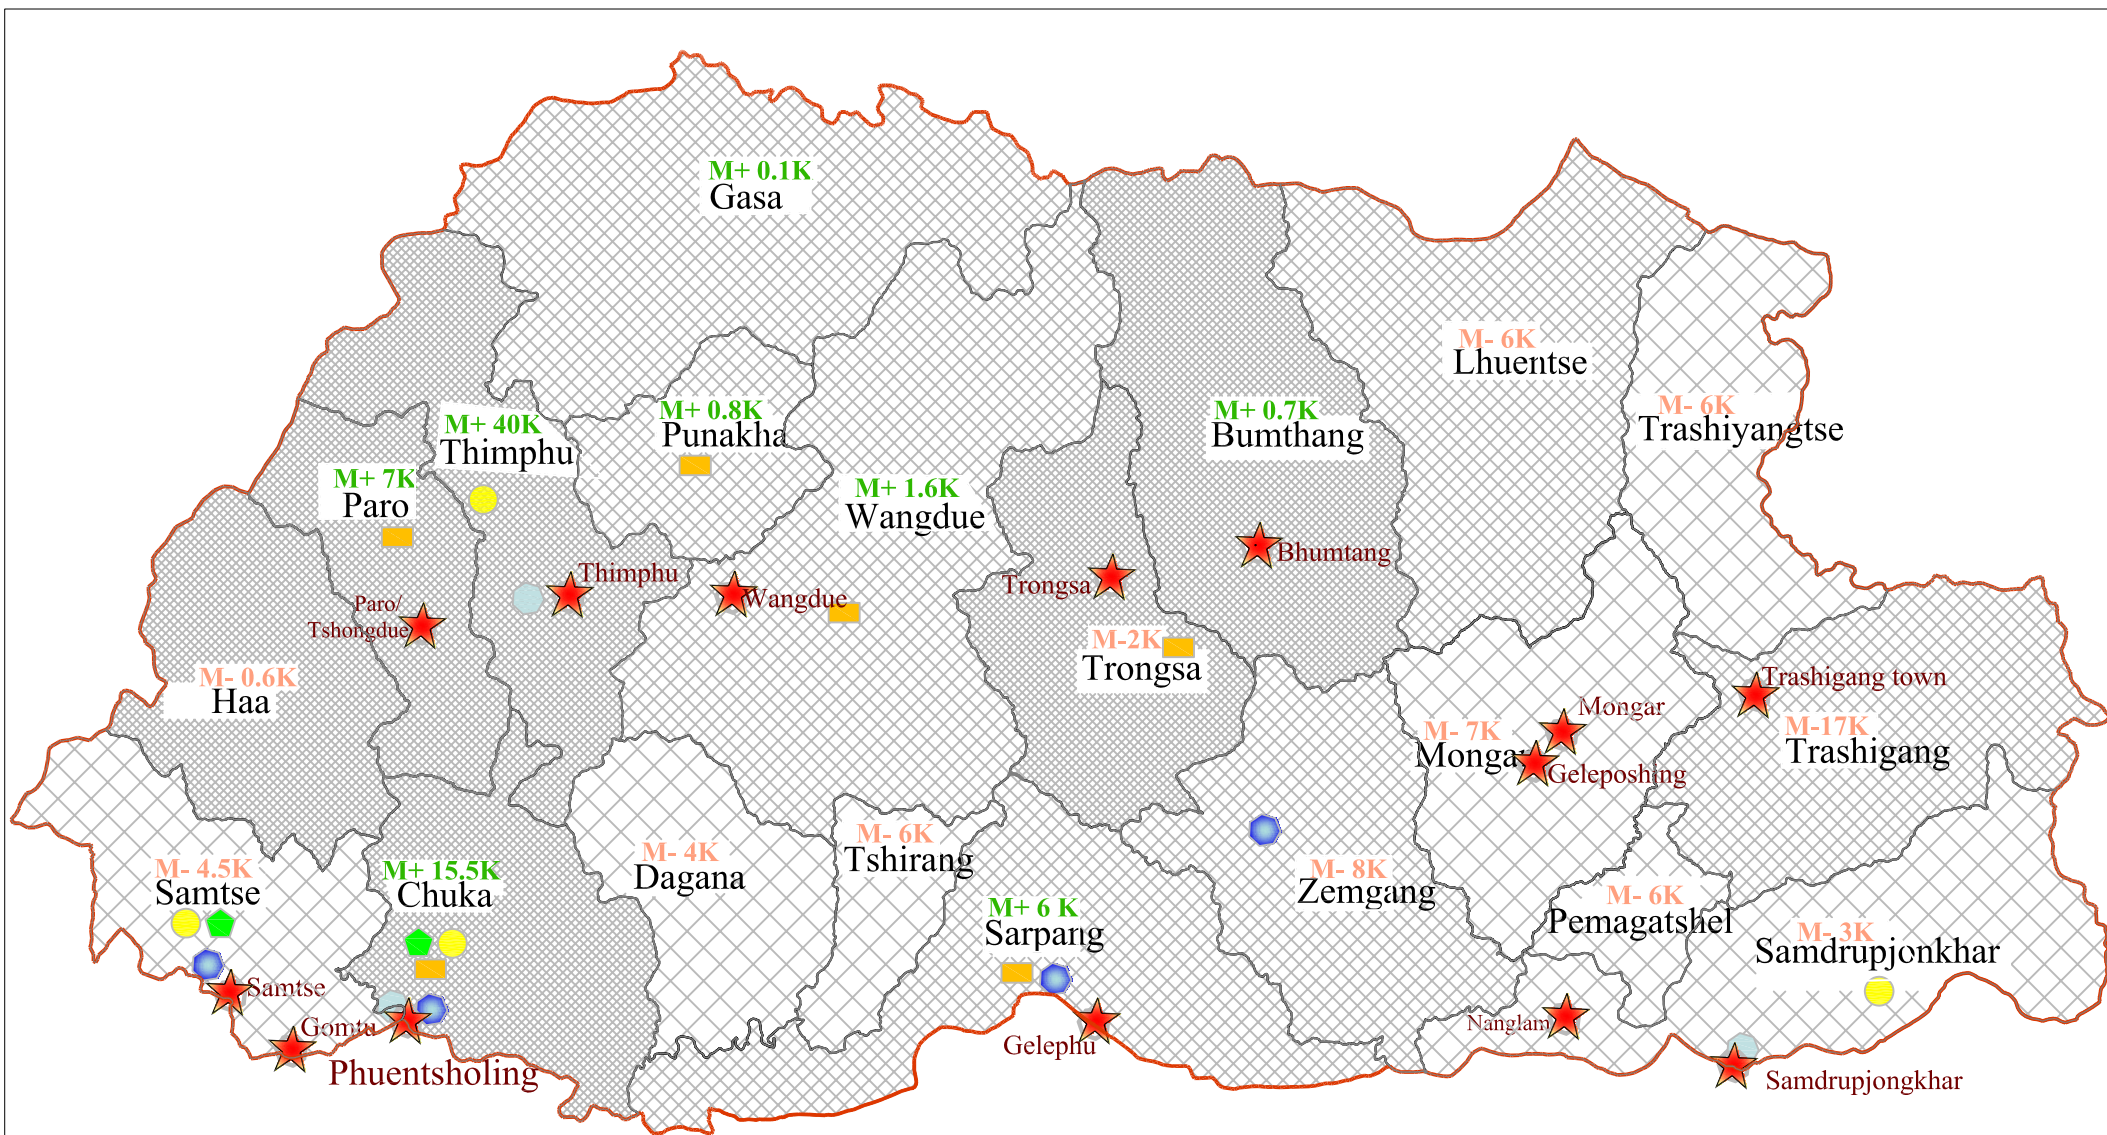 M+ 0.1K
Gasa
M- 6K
Lhuentse
M- 6K
Trashiyangtse
M+ 40K
Thimphu
M+ 0.8K
Punakha
M+ 0.7K
Bumthang
M+ 7K
Paro
M+ 1.6K
Wangdue
Bhumtang
Thimphu
Wangdue
Trongsa
Paro/
Tshongdue
M-2K
Trongsa
M- 0.6K
Haa
Trashigang town
M-17K
Trashigang
Mongar
M- 7K
Mongar
Geleposhing
M- 4.5K
Samtse
M+ 15.5K
Chuka
M- 4K
Dagana
M- 6K
Tshirang
M- 8K
Zemgang
M+ 6 K
Sarpang
M- 6K
Pemagatshel
M- 3K
Samdrupjonkhar
Samtse
Gomtu
Phuentsholing
Gelephu
Nanglam
Samdrupjongkhar